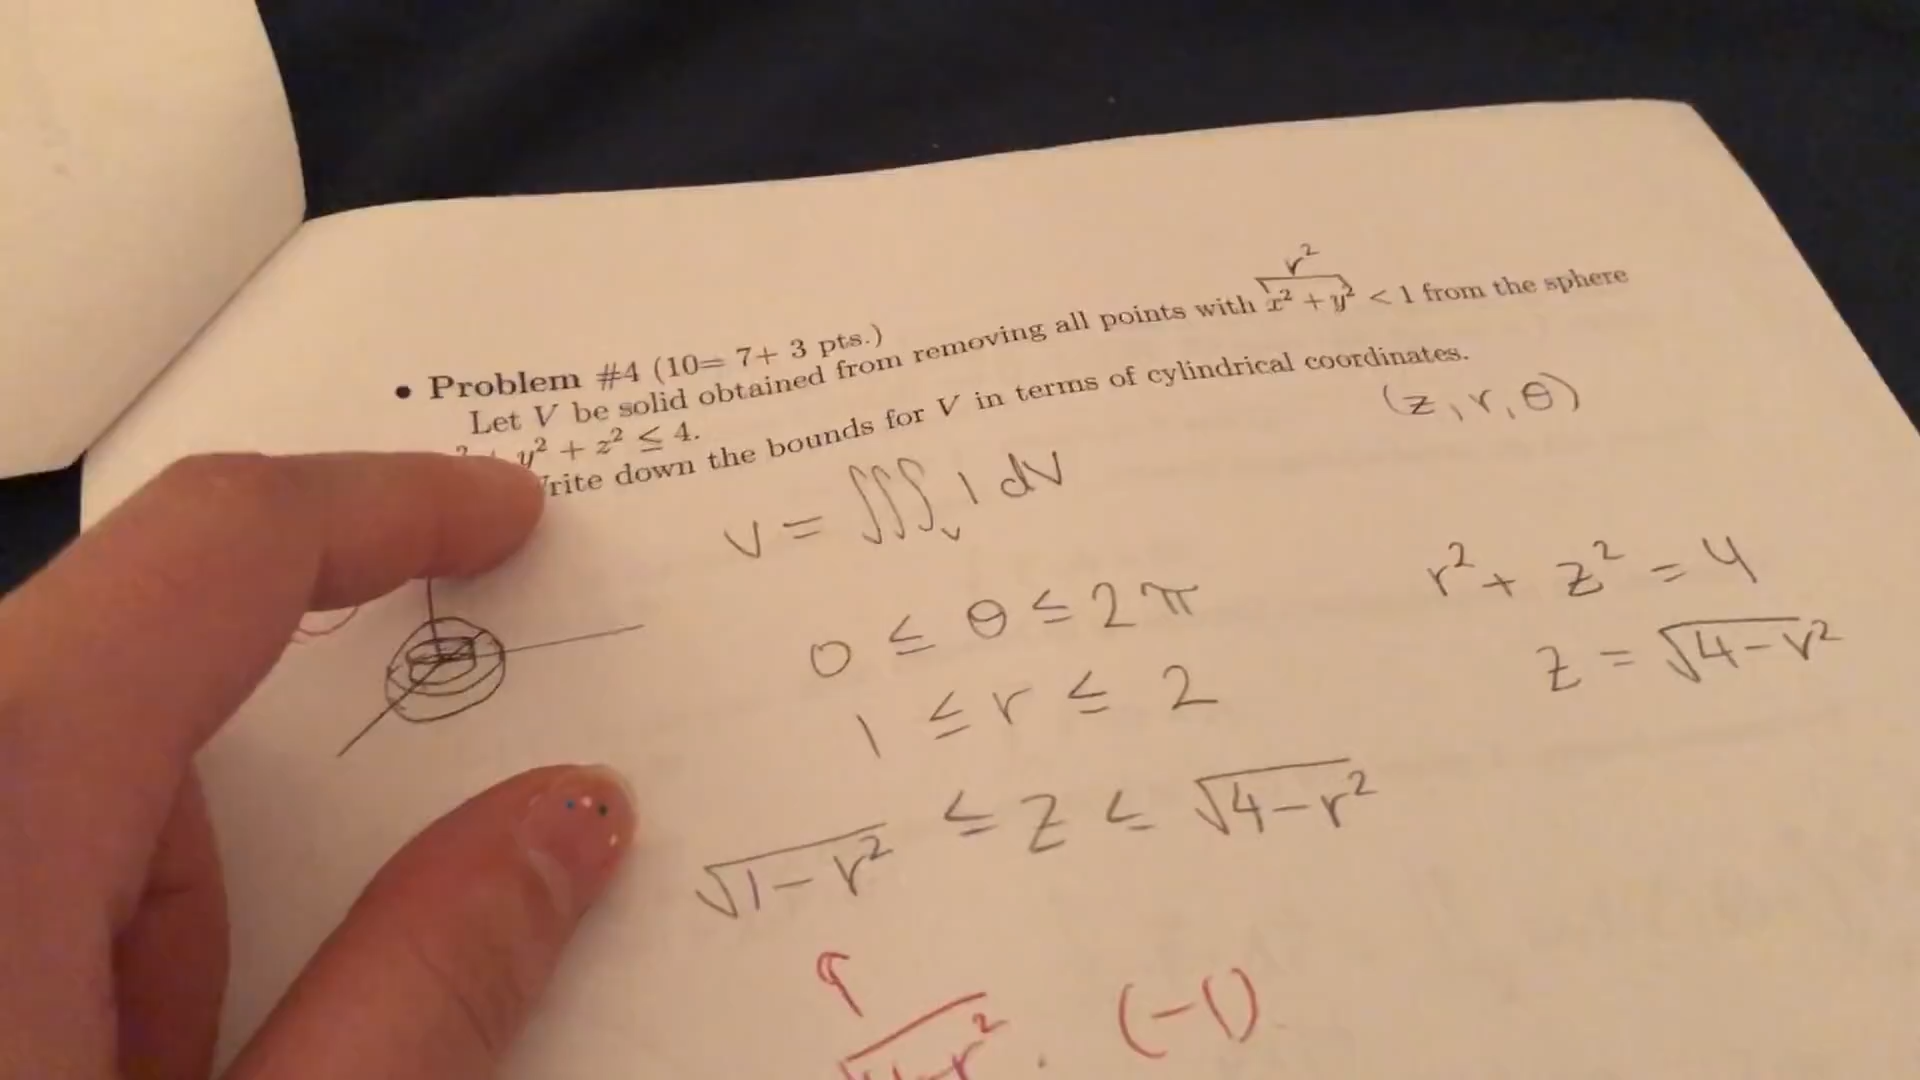 r²
• Problem #4 (10= 7+ 3 pts.)
Let V be solid obtained from removing all points with x² + y² < 1 from the sphere
y² + z² ≤ 4.
rite down the bounds for V in terms of cylindrical coordinates.
(z, r, θ)
V = ∭ᵥ 1 dV
0 ≤ θ ≤ 2π
r² + z² = 4
1 ≤ r ≤ 2
z = √(4-r²)
√(1-r²) ≤ z ≤ √(4-r²)
(-1)